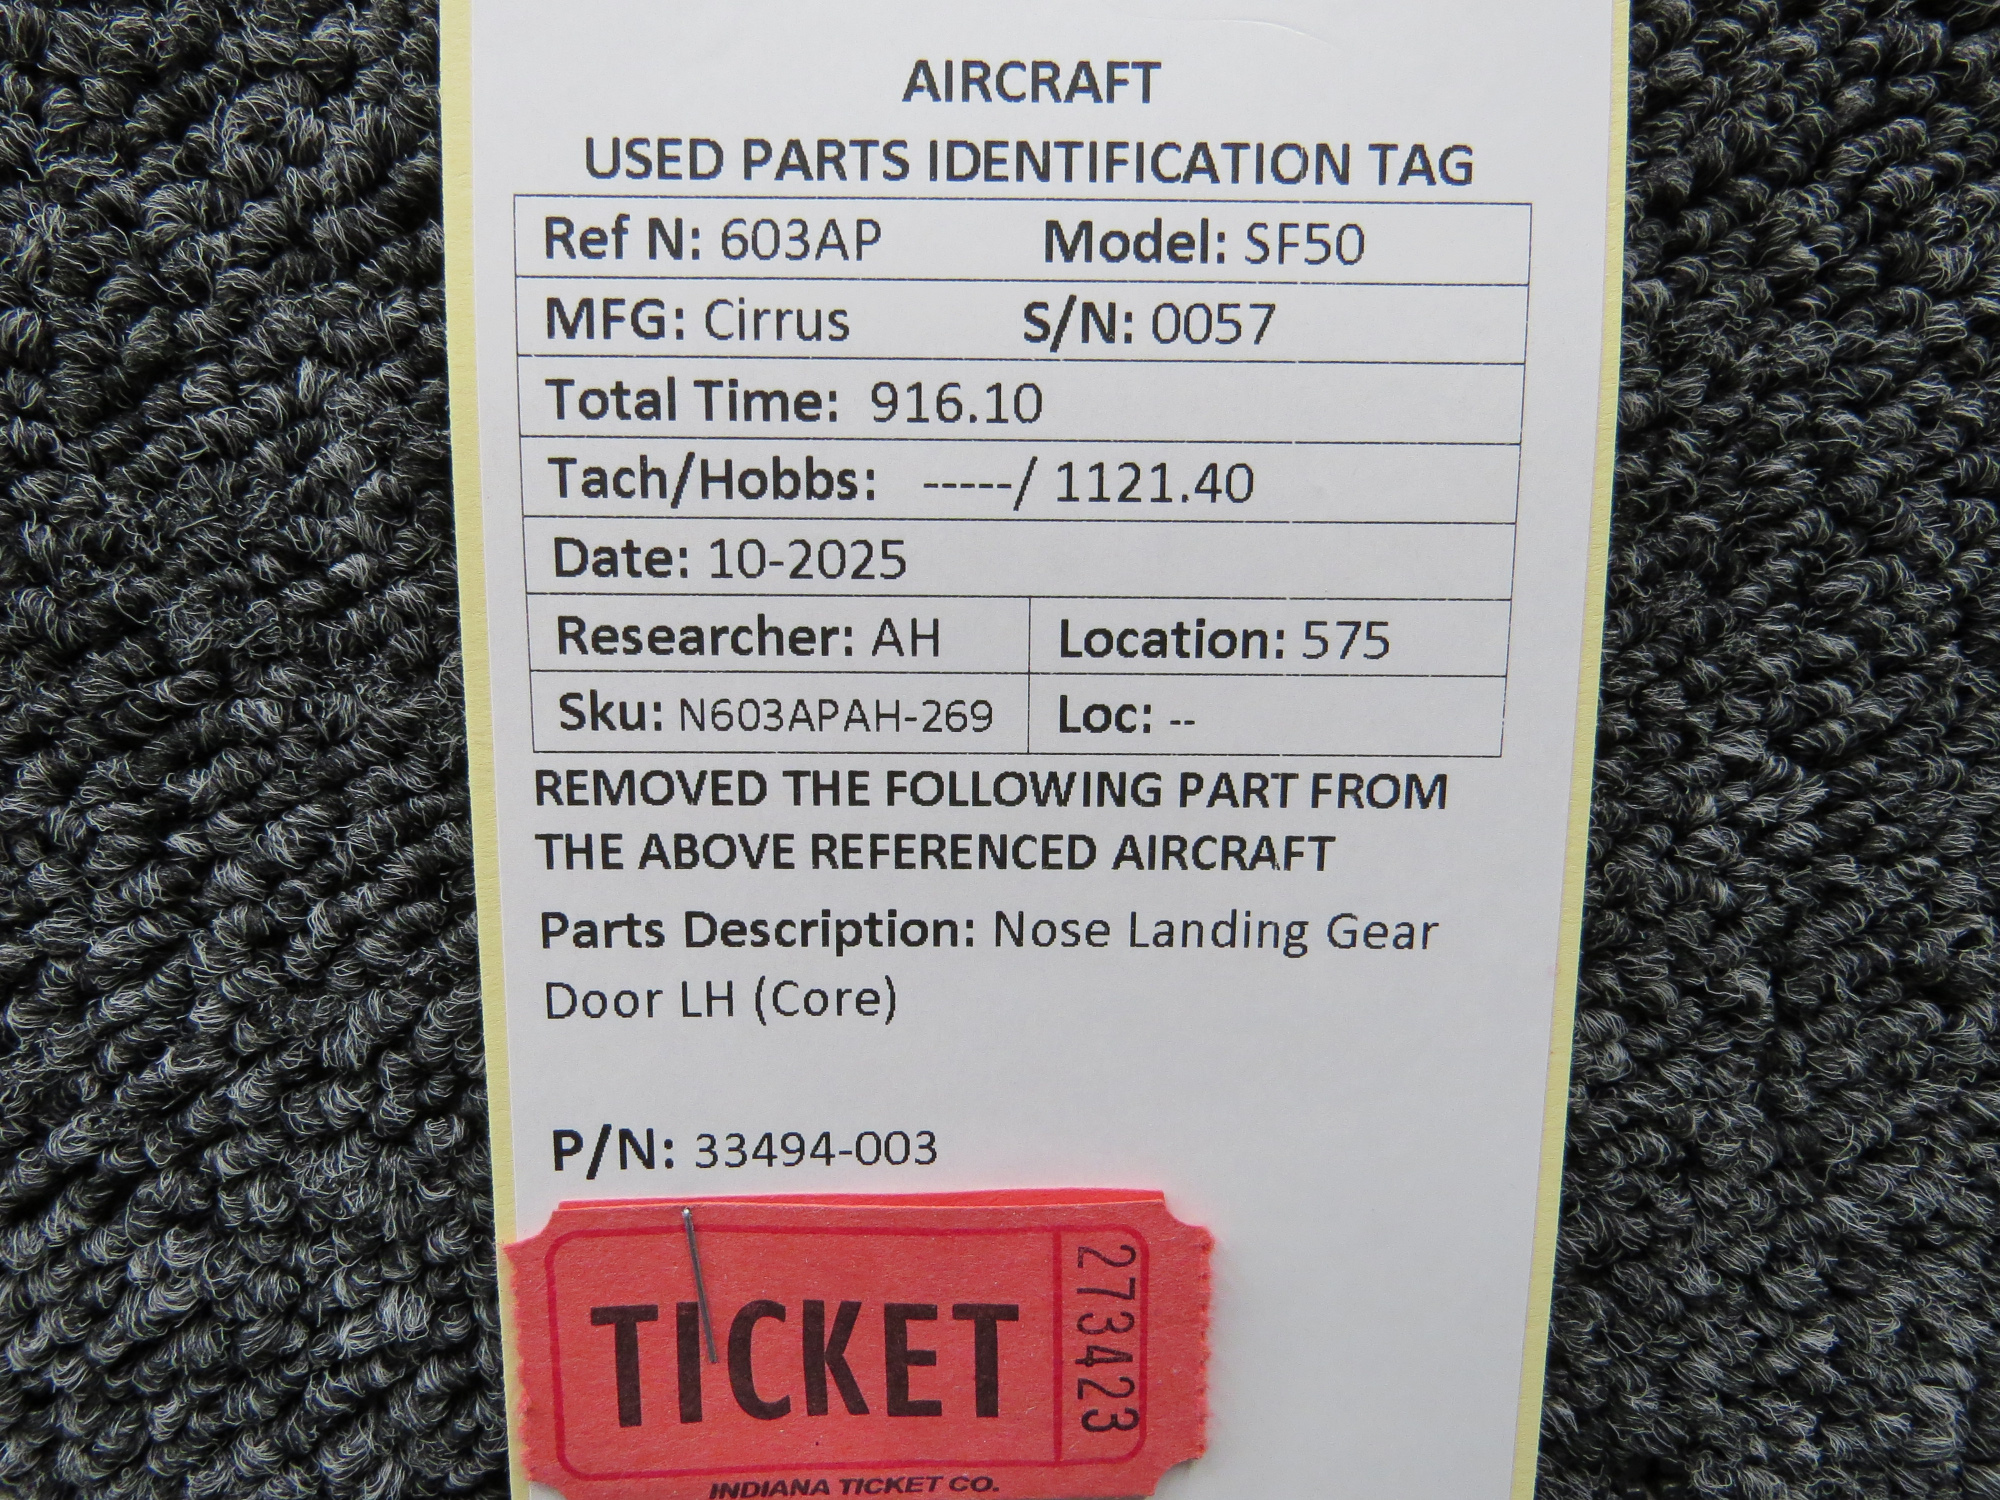 AIRCRAFT
USED PARTS IDENTIFICATION TAG
Ref N: 603AP Model: SF50
MFG: Cirrus S/N: 0057
Total Time: 916.10
Tach/Hobbs: -----/ 1121.40
Date: 10-2025
Researcher: AH Location: 575
Sku: N603APAH-269 Loc: --
REMOVED THE FOLLOWING PART FROM
THE ABOVE REFERENCED AIRCRAFT
Parts Description: Nose Landing Gear
Door LH (Core)
P/N: 33494-003
TICKET
273423
INDIANA TICKET CO.